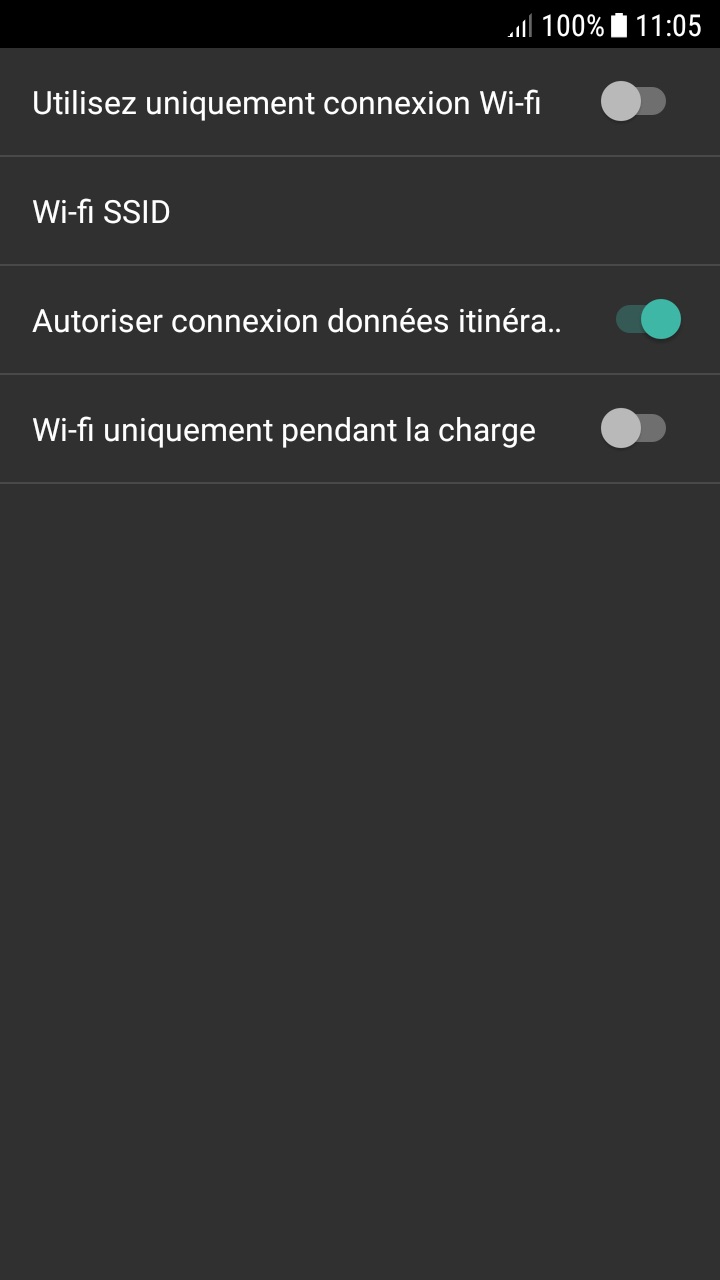 100% 11:05
Utilisez uniquement connexion Wi-fi
Wi-fi SSID
Autoriser connexion données itinéra..
Wi-fi uniquement pendant la charge